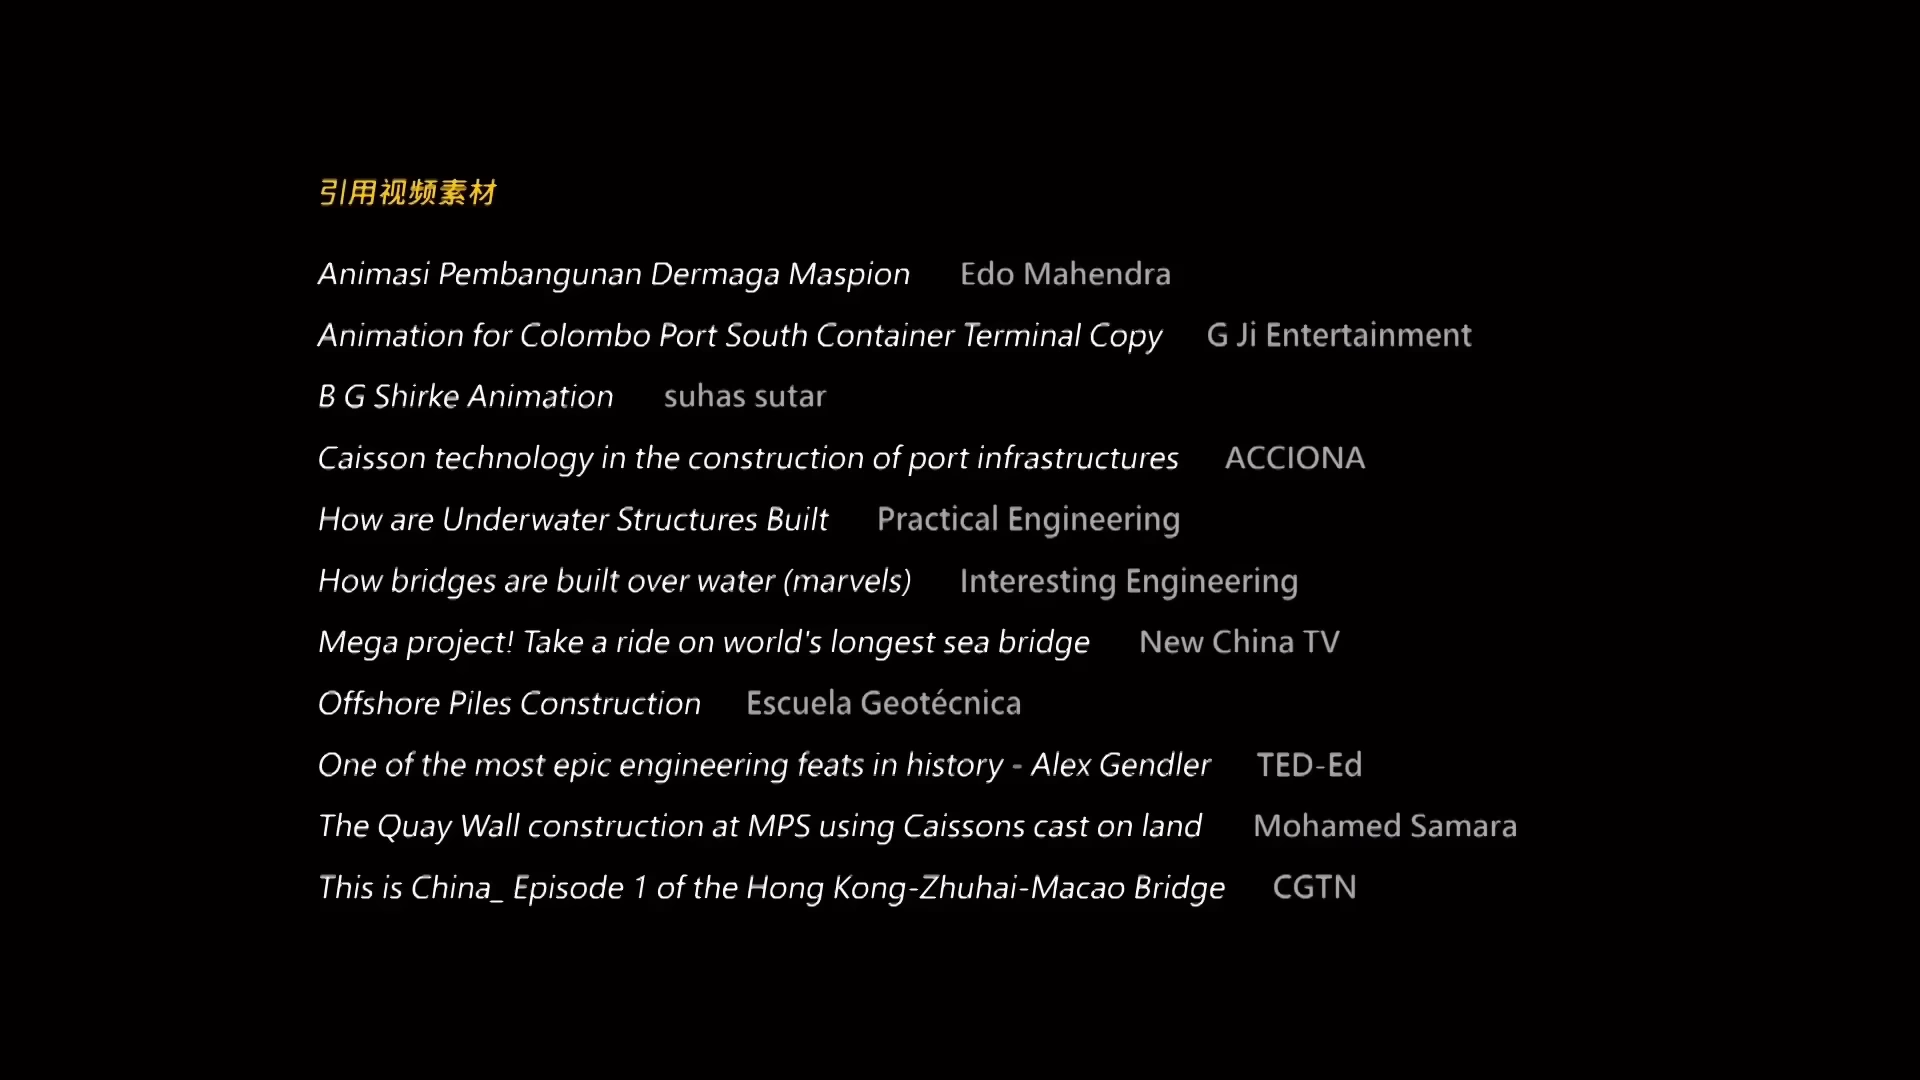 引用视频素材
Animasi Pembangunan Dermaga Maspion Edo Mahendra
Animation for Colombo Port South Container Terminal Copy G Ji Entertainment
B G Shirke Animation suhas sutar
Caisson technology in the construction of port infrastructures ACCIONA
How are Underwater Structures Built Practical Engineering
How bridges are built over water (marvels) Interesting Engineering
Mega project! Take a ride on world's longest sea bridge New China TV
Offshore Piles Construction Escuela Geotécnica
One of the most epic engineering feats in history - Alex Gendler TED-Ed
The Quay Wall construction at MPS using Caissons cast on land Mohamed Samara
This is China_ Episode 1 of the Hong Kong-Zhuhai-Macao Bridge CGTN